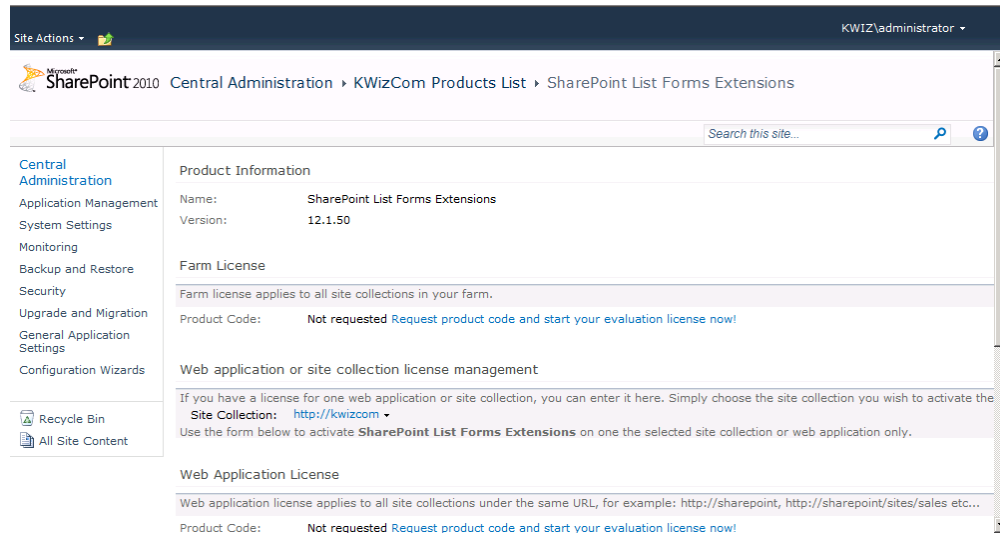 KWIZ\administrator
Site Actions
Microsoft
SharePoint 2010 Central Administration KWizCom Products List SharePoint List Forms Extensions
Search this site...
Central
Administration
Application Management
System Settings
Monitoring
Backup and Restore
Security
Upgrade and Migration
General Application
Settings
Configuration Wizards
Recycle Bin
All Site Content
Product Information
Name: SharePoint List Forms Extensions
Version: 12.1.50
Farm License
Farm license applies to all site collections in your farm.
Product Code: Not requested Request product code and start your evaluation license now!
Web application or site collection license management
If you have a license for one web application or site collection, you can enter it here. Simply choose the site collection you wish to activate the
Site Collection: http://kwizcom
Use the form below to activate SharePoint List Forms Extensions on one the selected site collection or web application only.
Web Application License
Web application license applies to all site collections under the same URL, for example: http://sharepoint, http://sharepoint/sites/sales etc...
Product Code: Not requested Request product code and start your evaluation license now!